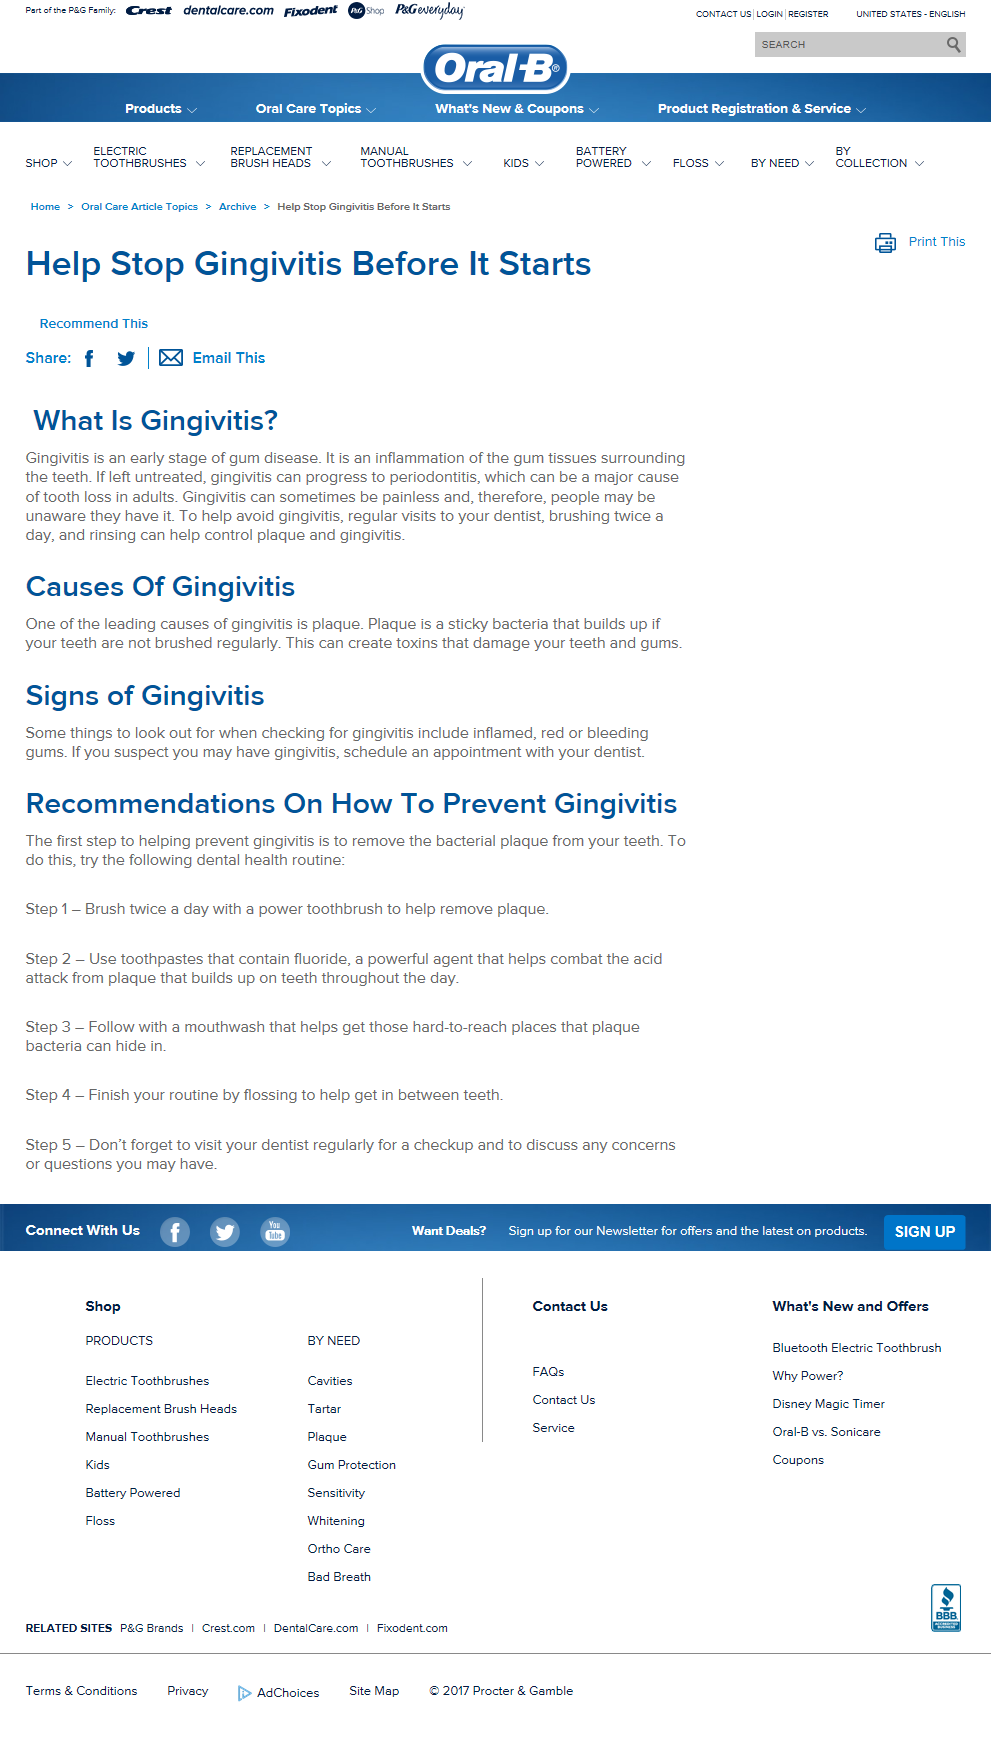 Part of the P&G Family: Crest dentalcare.com Fixodent P&G Shop P&G everyday
CONTACT US | LOGIN | REGISTER UNITED STATES - ENGLISH
SEARCH
Oral-B®
Products Oral Care Topics What's New & Coupons Product Registration & Service
SHOP ELECTRIC TOOTHBRUSHES REPLACEMENT BRUSH HEADS MANUAL TOOTHBRUSHES KIDS BATTERY POWERED FLOSS BY NEED BY COLLECTION
Home > Oral Care Article Topics > Archive > Help Stop Gingivitis Before It Starts
Print This
Help Stop Gingivitis Before It Starts
Recommend This
Share: Email This
What Is Gingivitis?
Gingivitis is an early stage of gum disease. It is an inflammation of the gum tissues surrounding
the teeth. If left untreated, gingivitis can progress to periodontitis, which can be a major cause
of tooth loss in adults. Gingivitis can sometimes be painless and, therefore, people may be
unaware they have it. To help avoid gingivitis, regular visits to your dentist, brushing twice a
day, and rinsing can help control plaque and gingivitis.
Causes Of Gingivitis
One of the leading causes of gingivitis is plaque. Plaque is a sticky bacteria that builds up if
your teeth are not brushed regularly. This can create toxins that damage your teeth and gums.
Signs of Gingivitis
Some things to look out for when checking for gingivitis include inflamed, red or bleeding
gums. If you suspect you may have gingivitis, schedule an appointment with your dentist.
Recommendations On How To Prevent Gingivitis
The first step to helping prevent gingivitis is to remove the bacterial plaque from your teeth. To
do this, try the following dental health routine:
Step 1 – Brush twice a day with a power toothbrush to help remove plaque.
Step 2 – Use toothpastes that contain fluoride, a powerful agent that helps combat the acid
attack from plaque that builds up on teeth throughout the day.
Step 3 – Follow with a mouthwash that helps get those hard-to-reach places that plaque
bacteria can hide in.
Step 4 – Finish your routine by flossing to help get in between teeth.
Step 5 – Don't forget to visit your dentist regularly for a checkup and to discuss any concerns
or questions you may have.
Connect With Us You Tube Want Deals? Sign up for our Newsletter for offers and the latest on products. SIGN UP
Shop
PRODUCTS
Electric Toothbrushes
Replacement Brush Heads
Manual Toothbrushes
Kids
Battery Powered
Floss
BY NEED
Cavities
Tartar
Plaque
Gum Protection
Sensitivity
Whitening
Ortho Care
Bad Breath
Contact Us
FAQs
Contact Us
Service
What's New and Offers
Bluetooth Electric Toothbrush
Why Power?
Disney Magic Timer
Oral-B vs. Sonicare
Coupons
BBB
ACCREDITED BUSINESS
RELATED SITES P&G Brands | Crest.com | DentalCare.com | Fixodent.com
Terms & Conditions Privacy AdChoices Site Map © 2017 Procter & Gamble